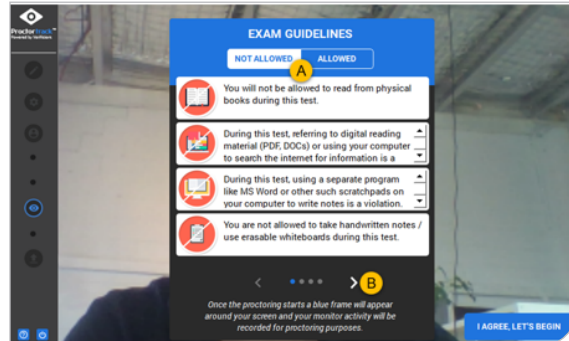 ProctorTrack™
Powered by Verificient
EXAM GUIDELINES
NOT ALLOWED
ALLOWED
A
You will not be allowed to read from physical
books during this test.
During this test, referring to digital reading
material (PDF, DOCs) or using your computer
to search the internet for information is a
During this test, using a separate program
like MS Word or other such scratchpads on
your computer to write notes is a violation.
You are not allowed to take handwritten notes /
use erasable whiteboards during this test.
B
Once the proctoring starts a blue frame will appear
around your screen and your monitor activity will be
recorded for proctoring purposes.
I AGREE, LET'S BEGIN